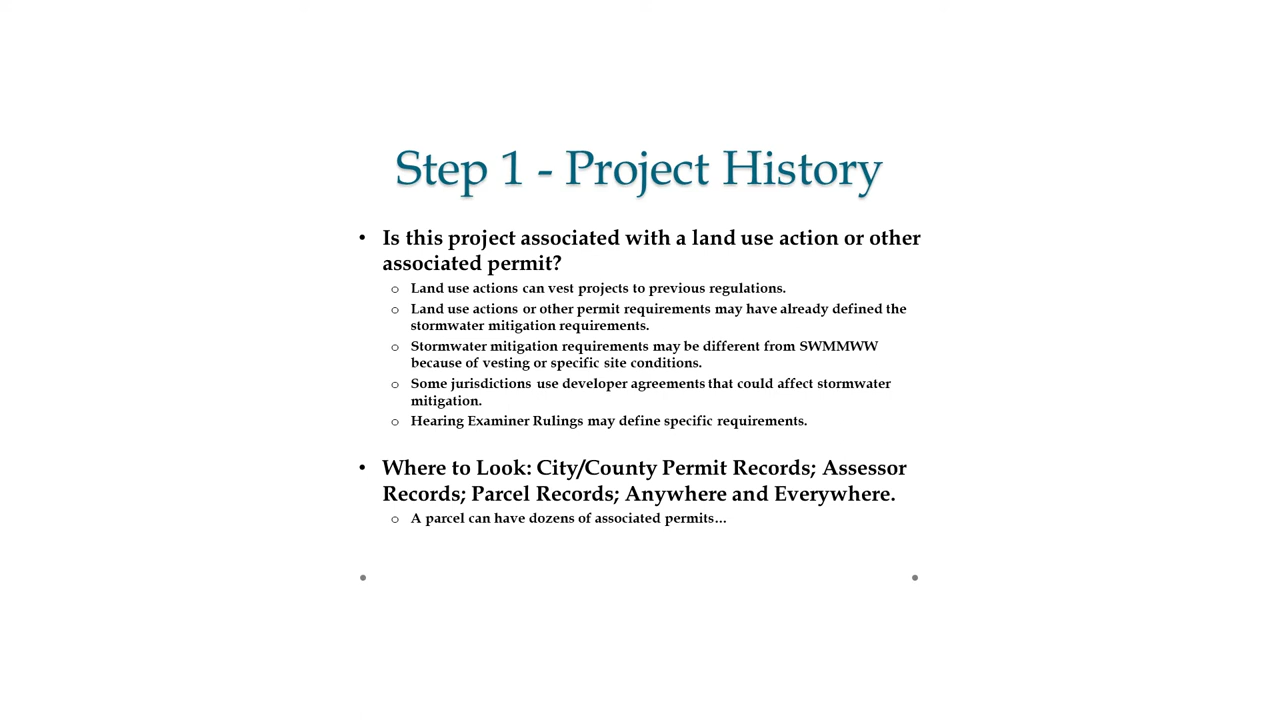 Step 1 - Project History
• Is this project associated with a land use action or other
associated permit?
o Land use actions can vest projects to previous regulations.
o Land use actions or other permit requirements may have already defined the
stormwater mitigation requirements.
o Stormwater mitigation requirements may be different from SWMMWW
because of vesting or specific site conditions.
o Some jurisdictions use developer agreements that could affect stormwater
mitigation.
o Hearing Examiner Rulings may define specific requirements.
• Where to Look: City/County Permit Records; Assessor
Records; Parcel Records; Anywhere and Everywhere.
o A parcel can have dozens of associated permits…